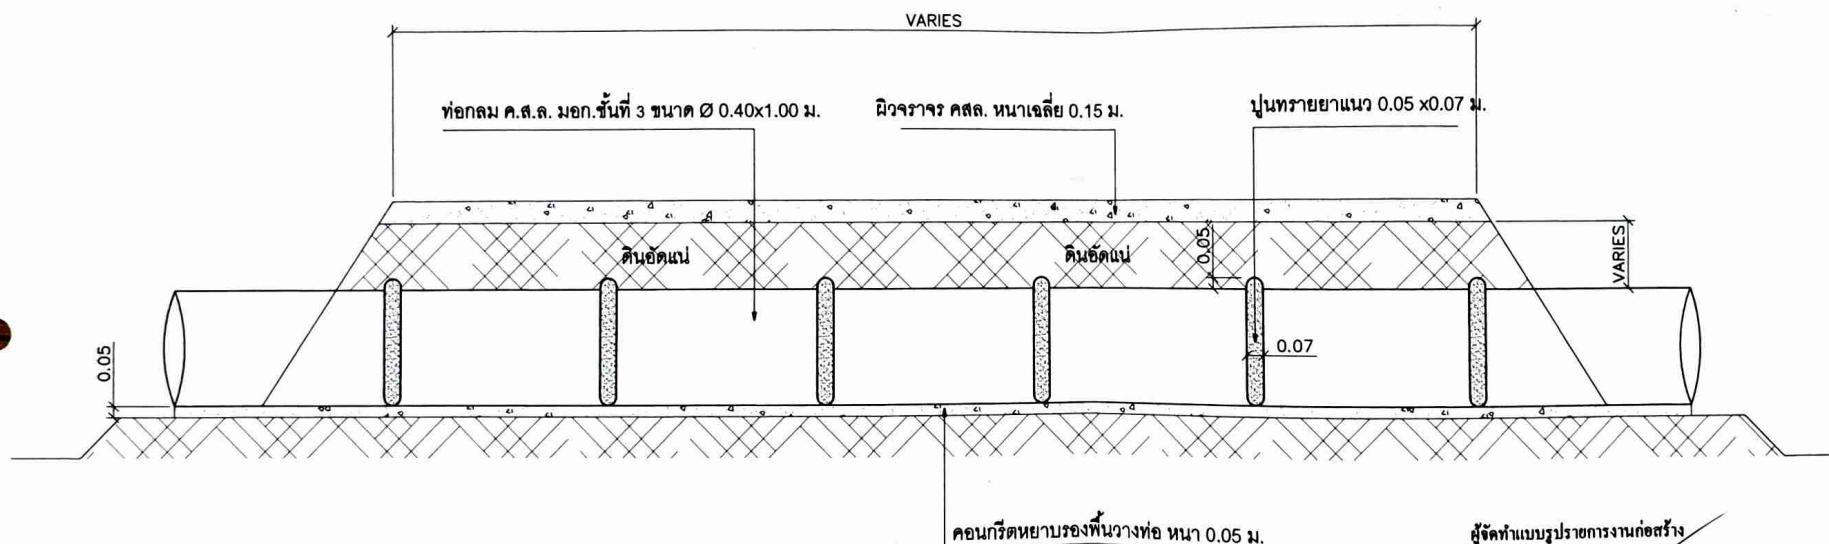 VARIES
ท่อกลม ค.ส.ล. มอก.ชั้นที่ 3 ขนาด Ø 0.40x1.00 ม.
ผิวจราจร คสล. หนาเฉลี่ย 0.15 ม.
ปูนทรายยาแนว 0.05 x0.07 ม.
ดินอัดแน่
ดินอัดแน่
0.05
VARIES
0.05
0.07
คอนกรีตหยาบรองพื้นวางท่อ หนา 0.05 ม.
ผู้จัดทำแบบรูปรายการงานก่อสร้าง